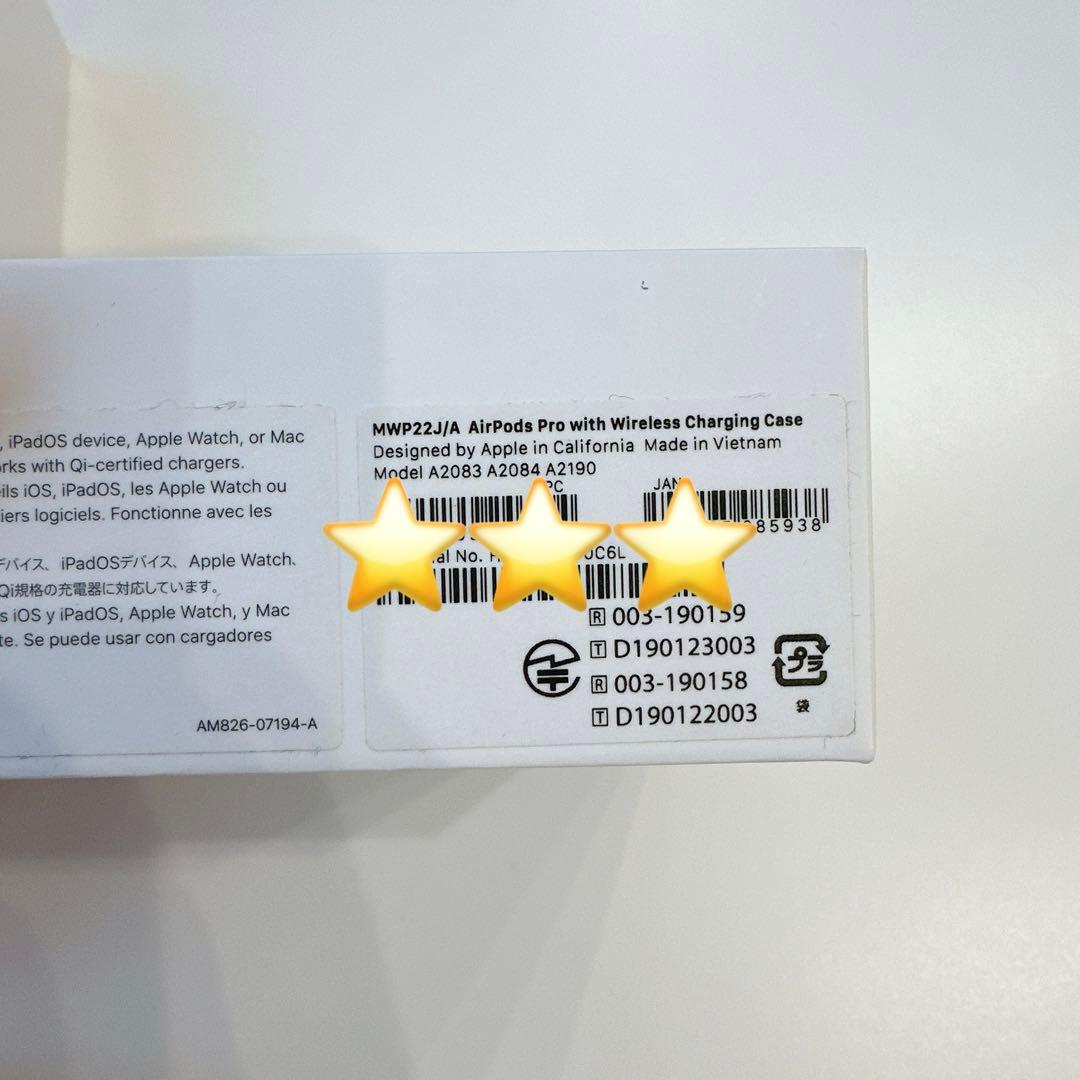 , iPadOS device, Apple Watch, or Mac
rks with Qi-certified chargers.
ils iOS, iPadOS, les Apple Watch ou
iers logiciels. Fonctionne avec les
デバイス、iPadOSデバイス、Apple Watch、
Qi規格の充電器に対応しています。
s iOS y iPadOS, Apple Watch, y Mac
te. Se puede usar con cargadores
AM826-07194-A
MWP22J/A AirPods Pro with Wireless Charging Case
Designed by Apple in California Made in Vietnam
Model A2083 A2084 A2190
PC
JAN
85938
al No.
C6L
R 003-190159
T D190123003
R 003-190158
T D190122003
プラ
袋